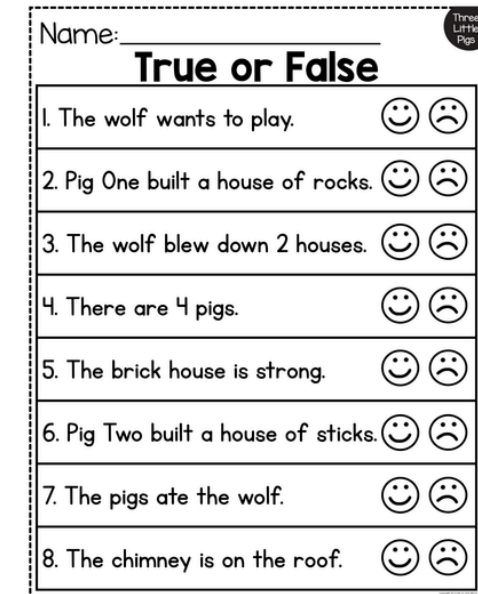 Name:
Three
Little
Pigs
True or False
1. The wolf wants to play.
2. Pig One built a house of rocks.
3. The wolf blew down 2 houses.
4. There are 4 pigs.
5. The brick house is strong.
6. Pig Two built a house of sticks.
7. The pigs ate the wolf.
8. The chimney is on the roof.